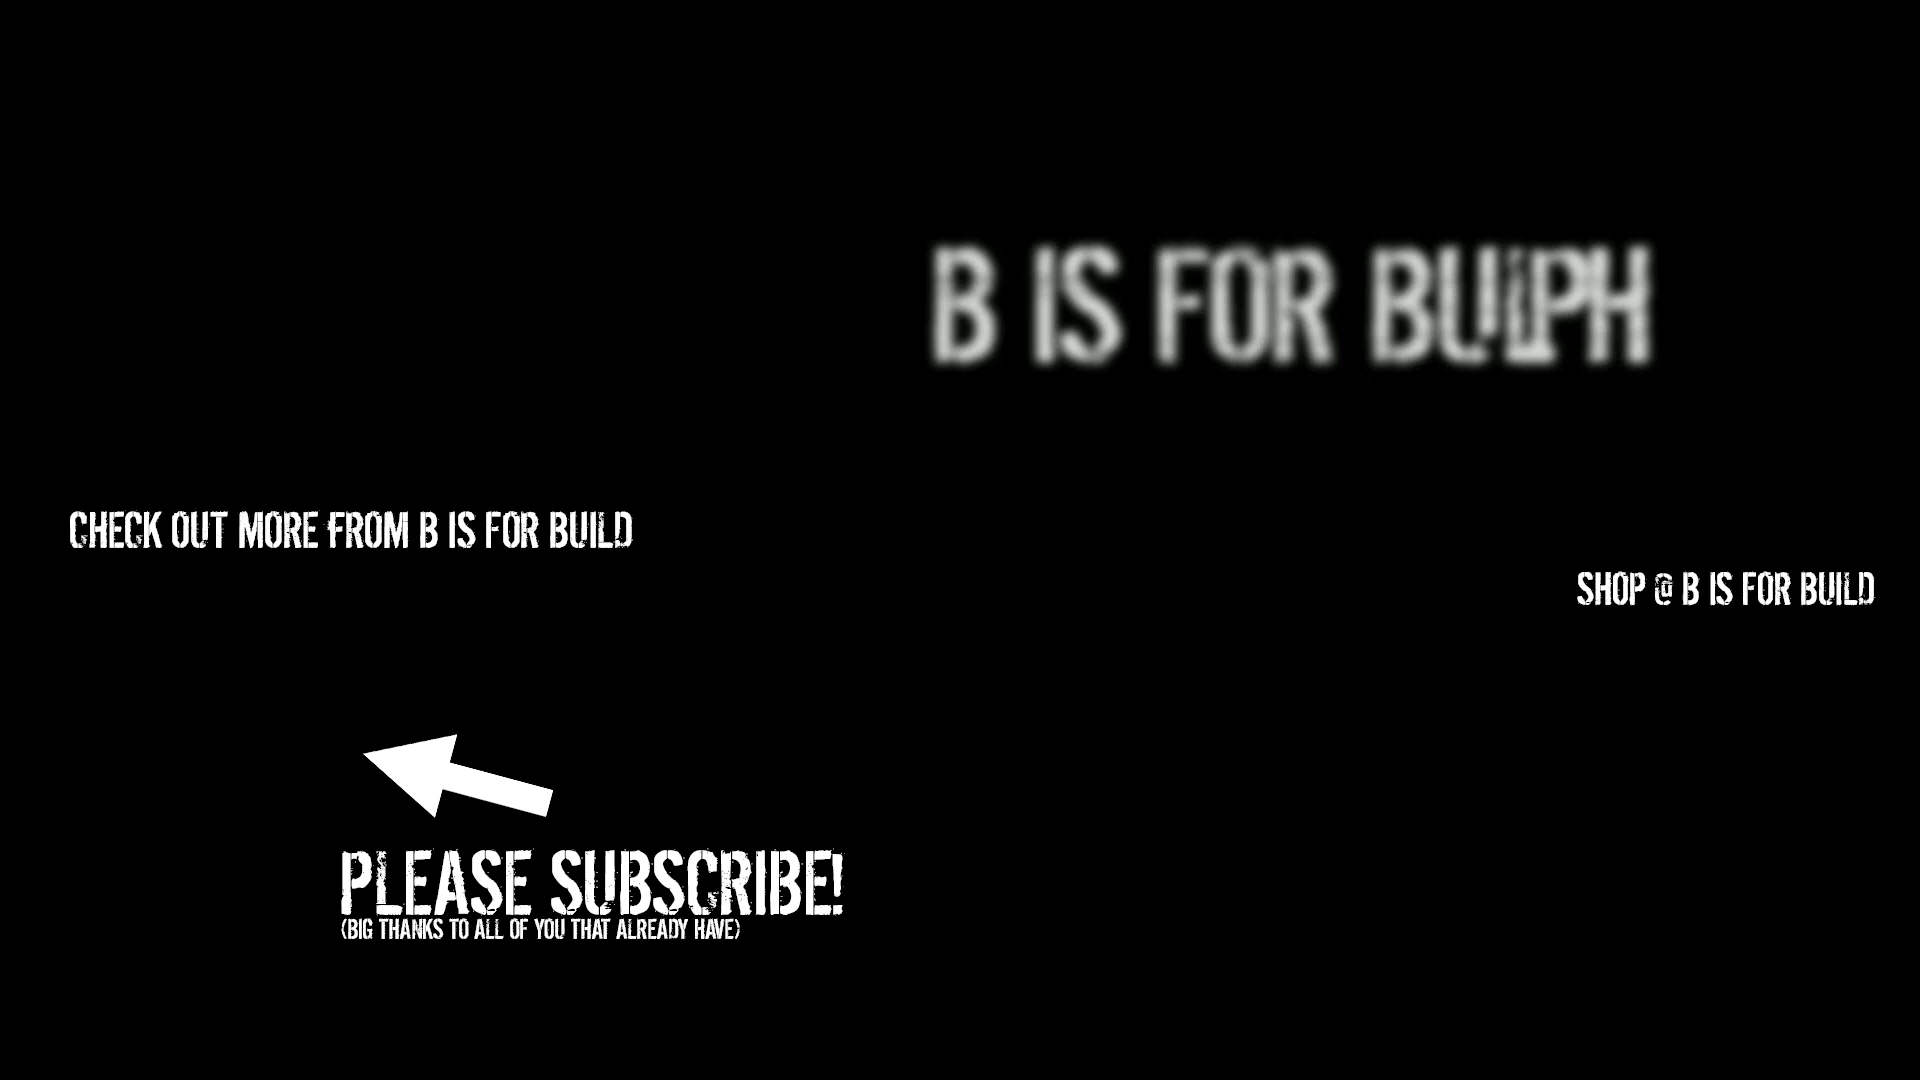 B IS FOR
CHECK OUT MORE FROM B IS FOR BUILD
SHOP @ B IS FOR BUILD
PLEASE SUBSCRIBE!
(BIG THANKS TO ALL OF YOU THAT ALREADY HAVE)